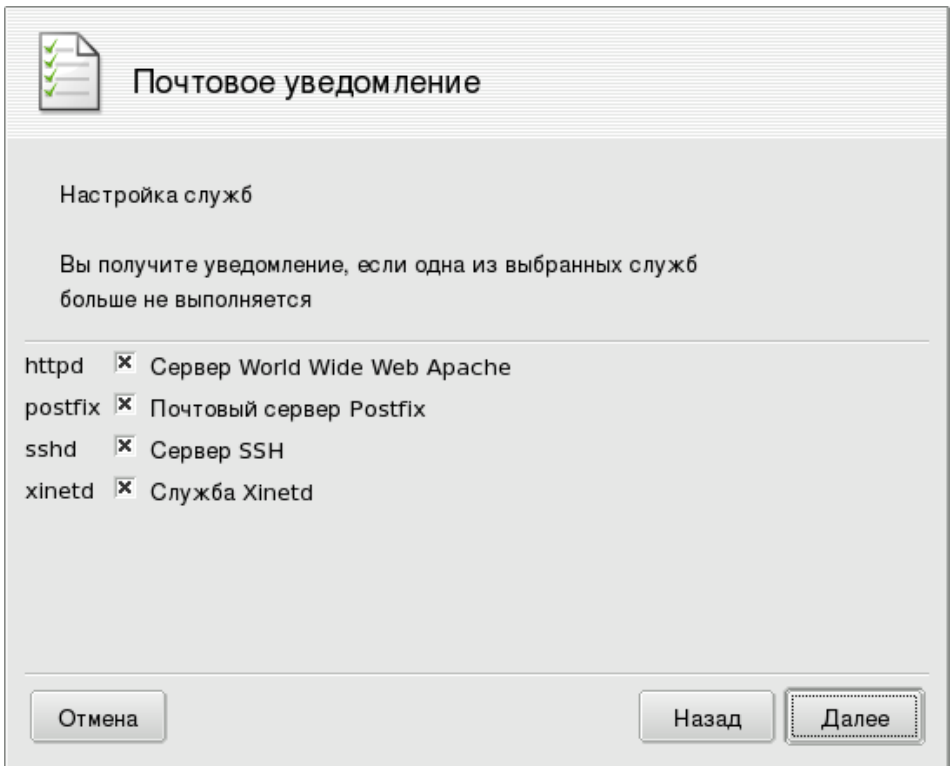 Почтовое уведомление
Настройка служб
Вы получите уведомление, если одна из выбранных служб
больше не выполняется
httpd Сервер World Wide Web Apache
postfix Почтовый сервер Postfix
sshd Сервер SSH
xinetd Служба Xinetd
Отмена Назад Далее